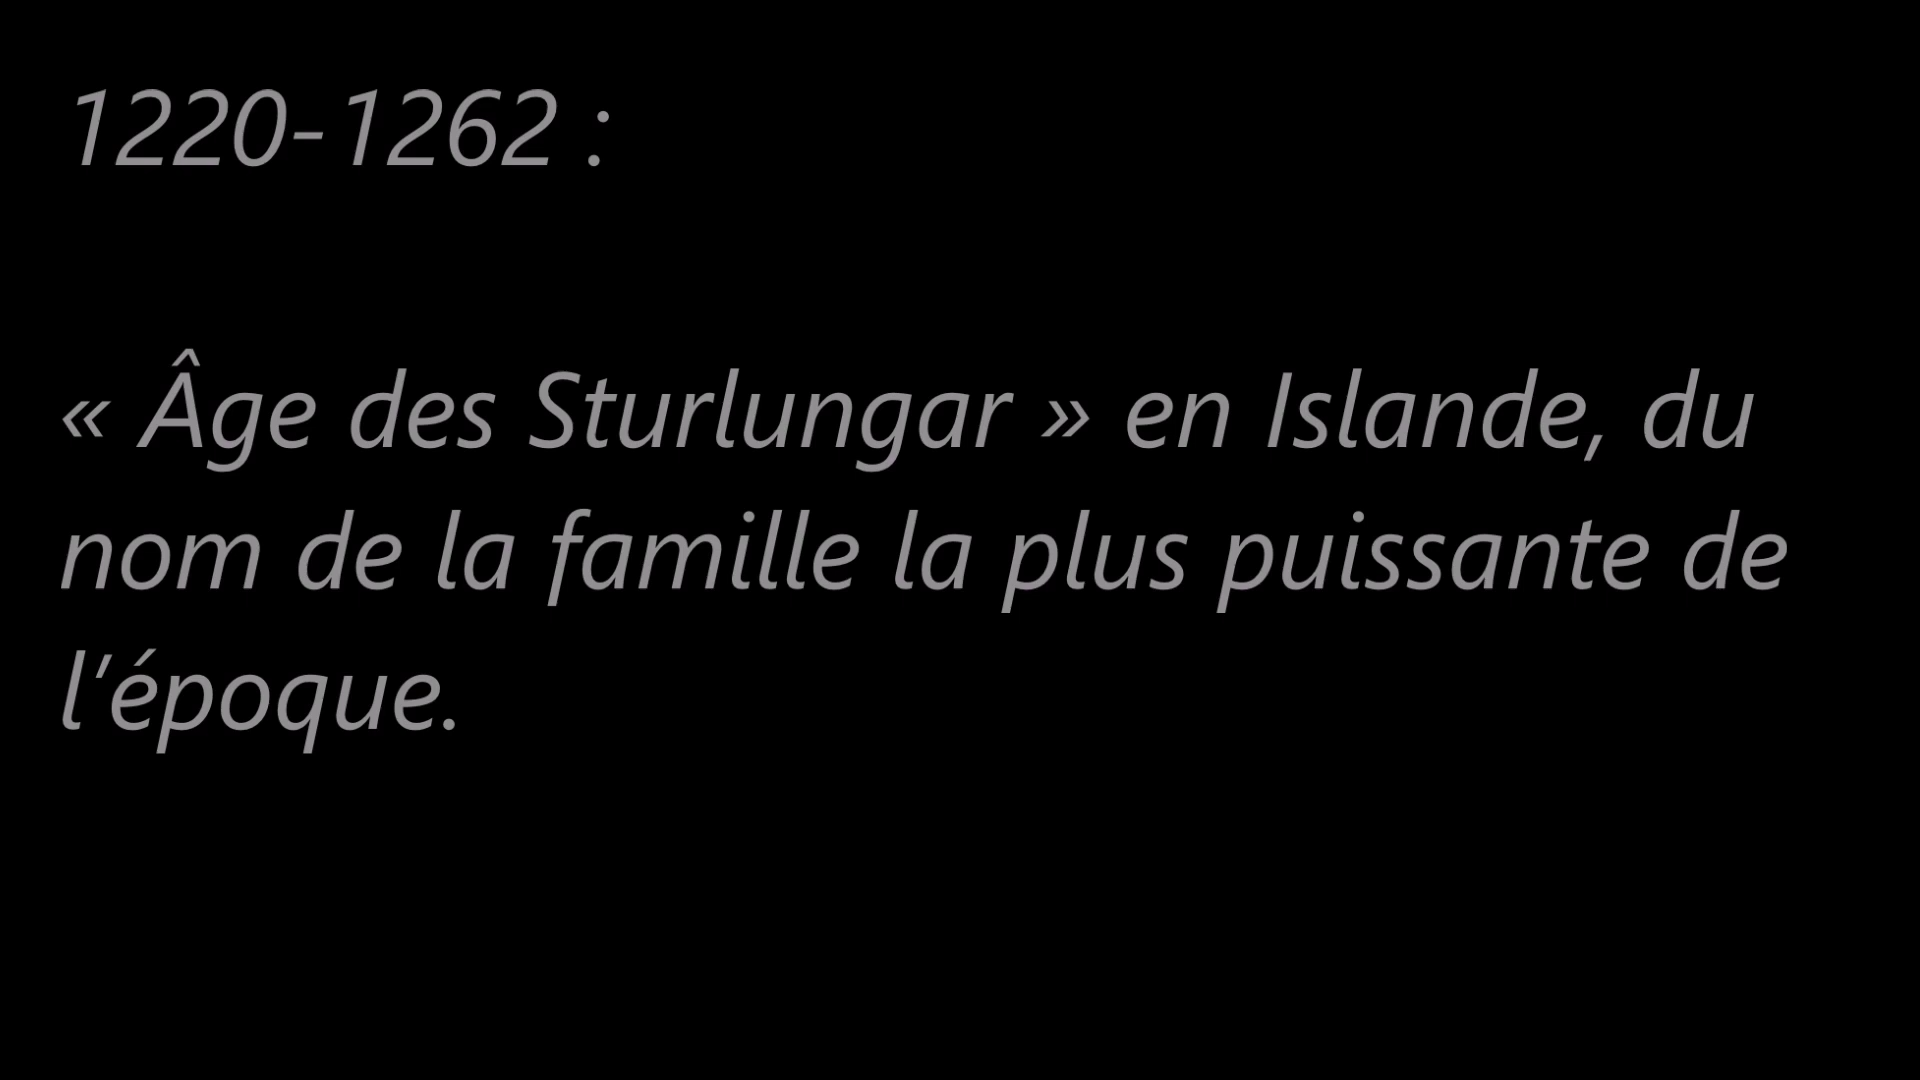 1220-1262 :
« Âge des Sturlungar » en Islande, du
nom de la famille la plus puissante de
l’époque.